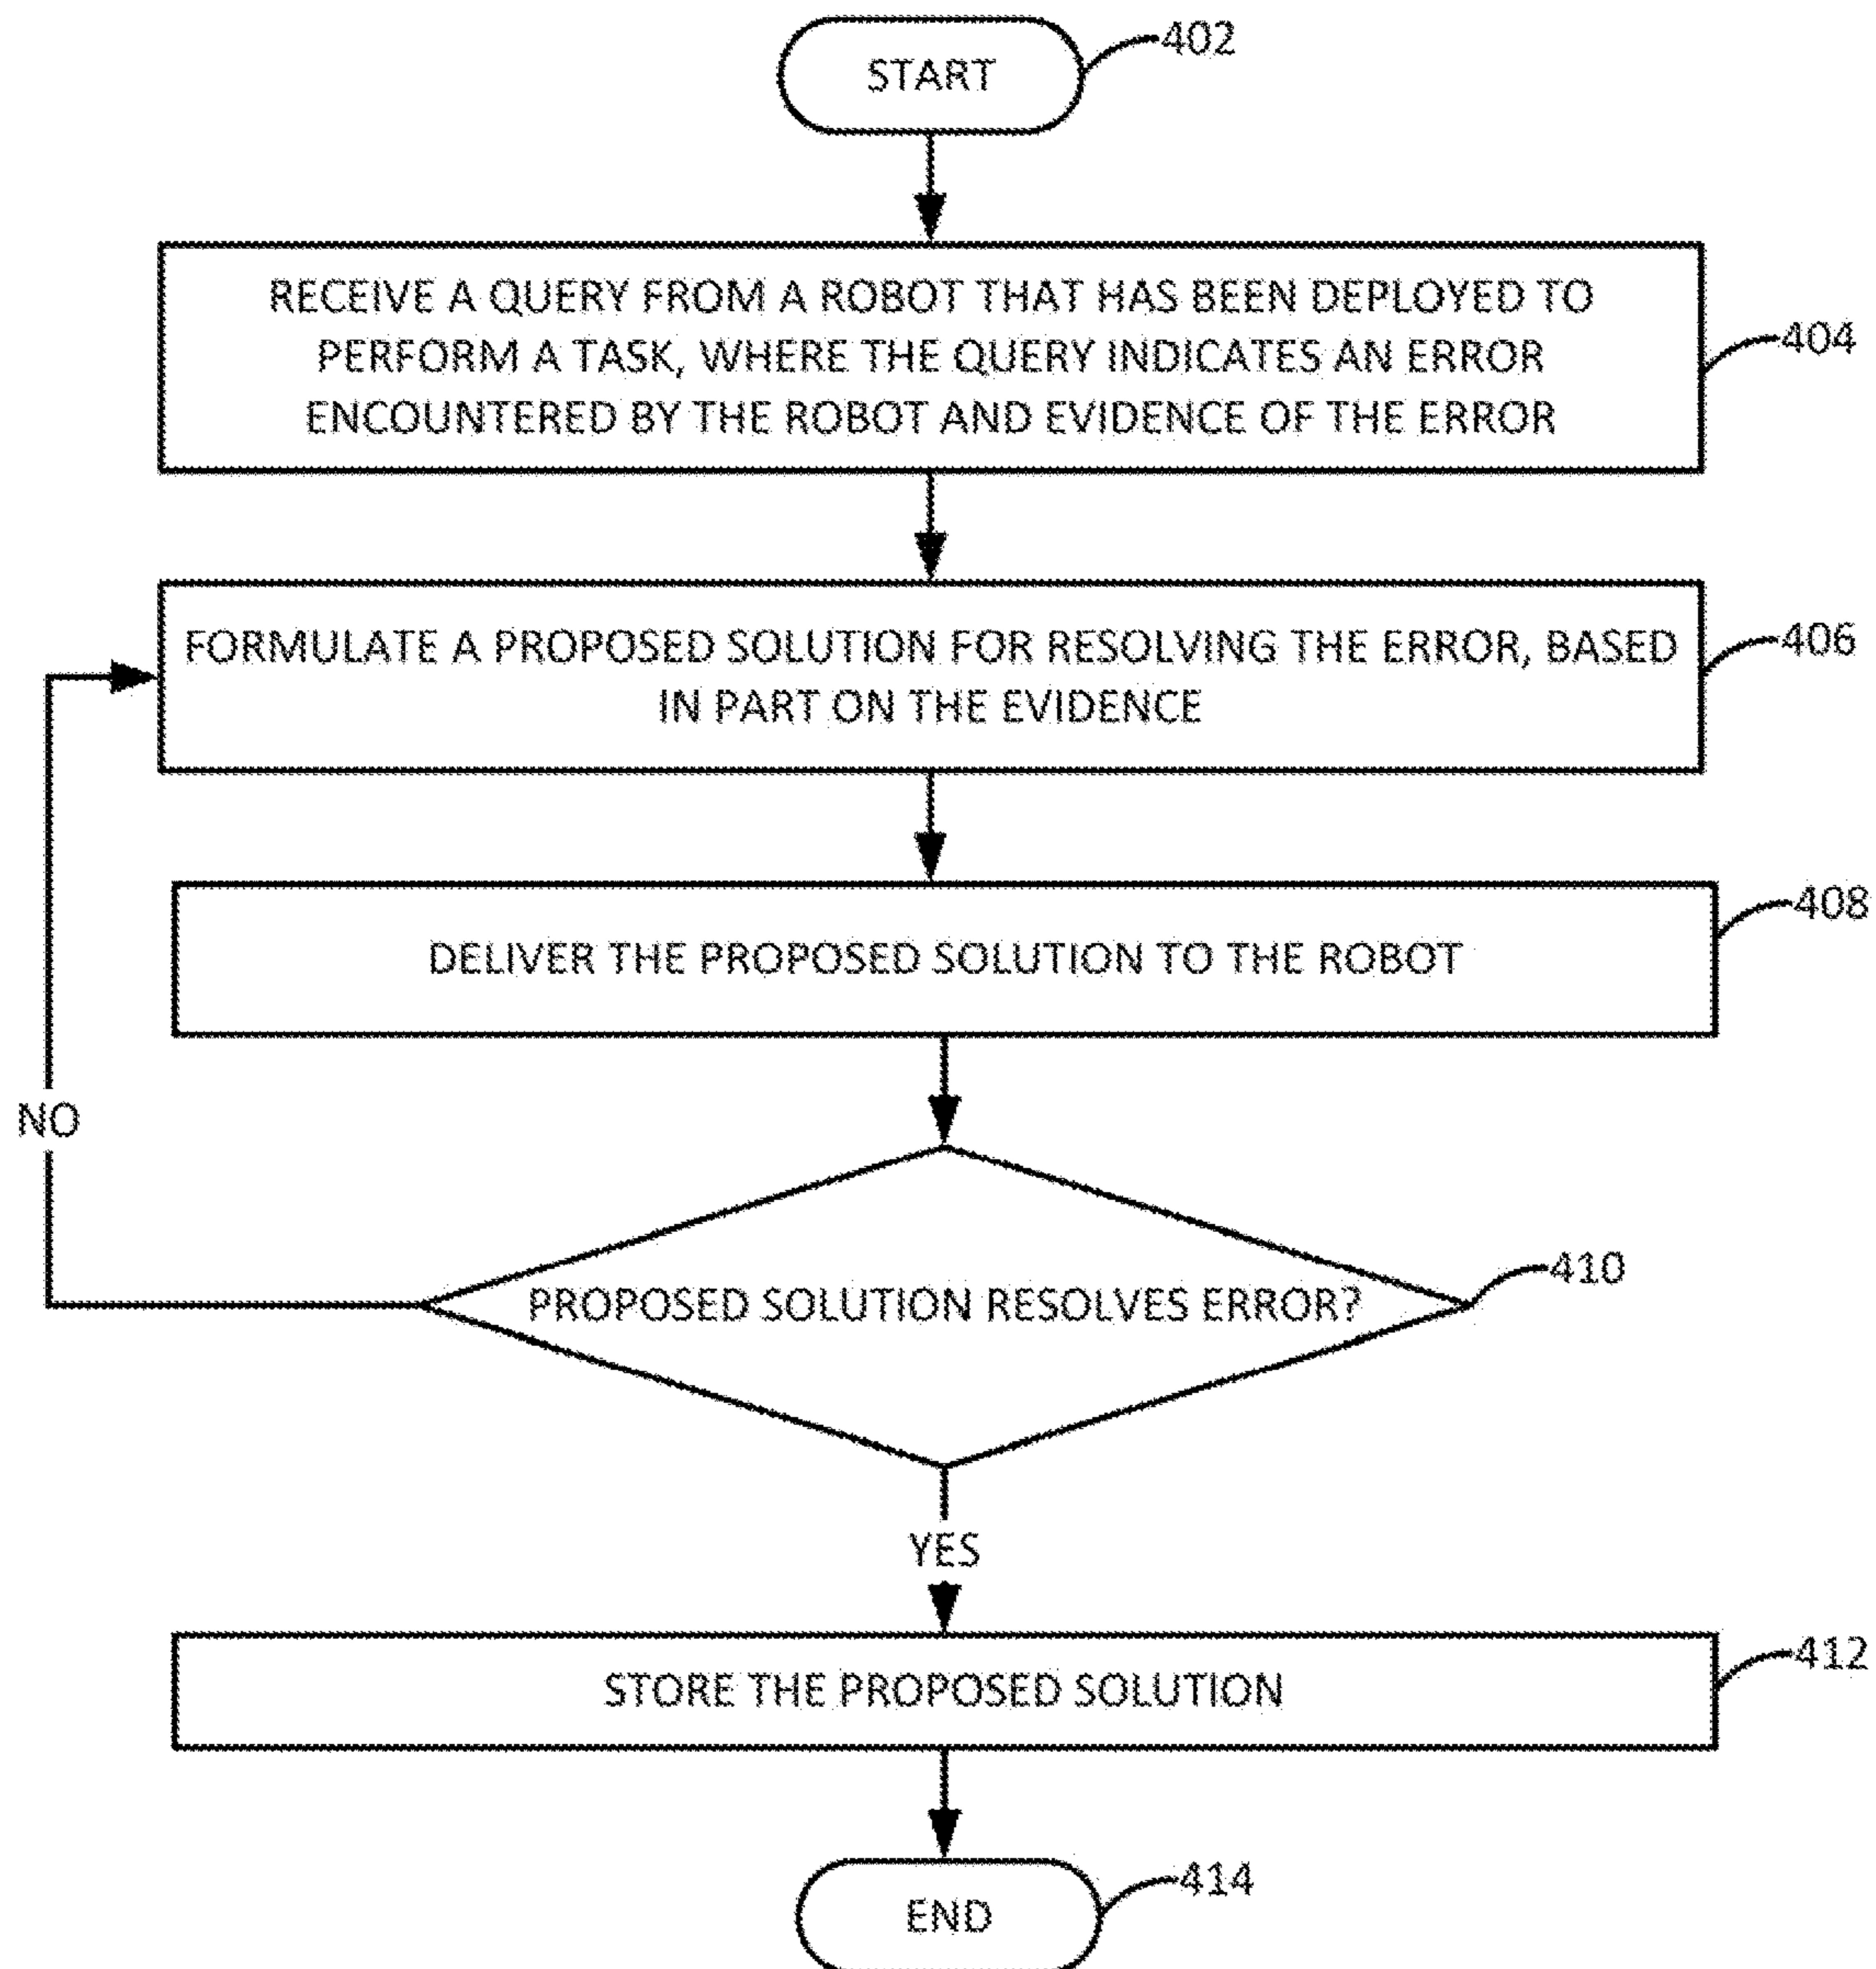 402
START
RECEIVE A QUERY FROM A ROBOT THAT HAS BEEN DEPLOYED TO
PERFORM A TASK, WHERE THE QUERY INDICATES AN ERROR
ENCOUNTERED BY THE ROBOT AND EVIDENCE OF THE ERROR
404
FORMULATE A PROPOSED SOLUTION FOR RESOLVING THE ERROR, BASED
IN PART ON THE EVIDENCE
406
DELIVER THE PROPOSED SOLUTION TO THE ROBOT
408
NO
PROPOSED SOLUTION RESOLVES ERROR?
410
YES
STORE THE PROPOSED SOLUTION
412
END
414